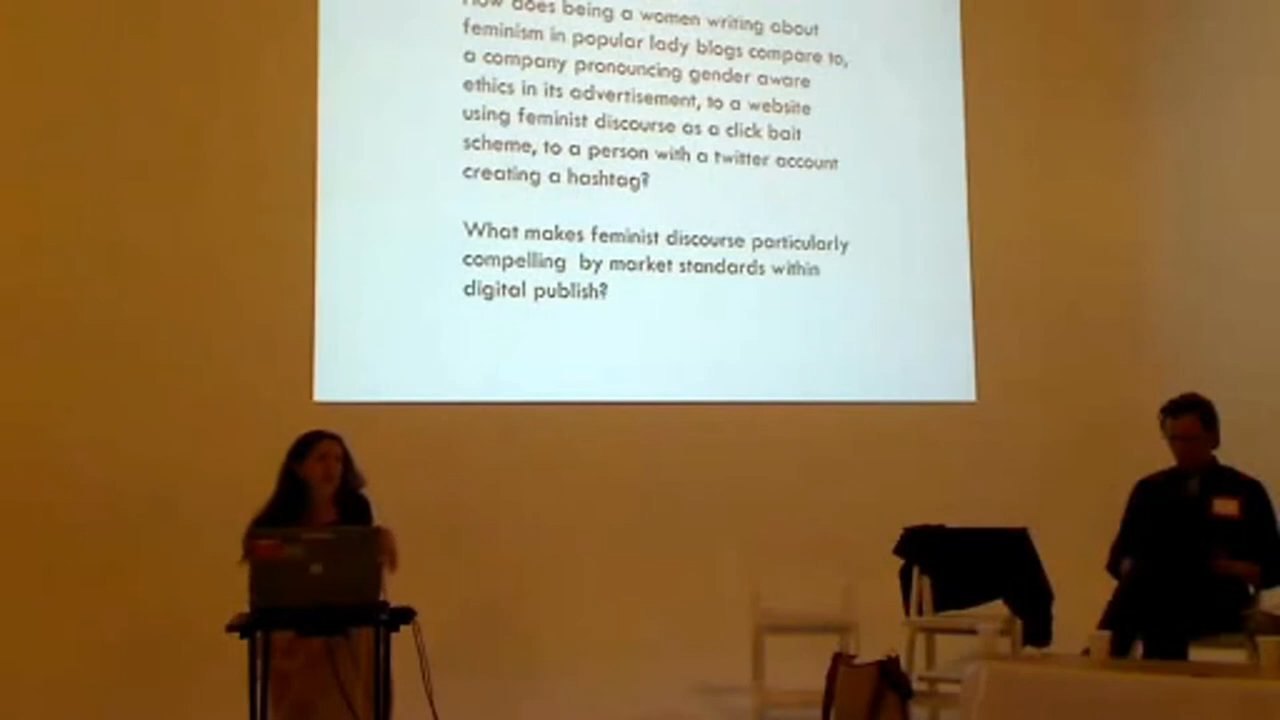 How does being a women writing about
feminism in popular lady blogs compare to,
a company pronouncing gender aware
ethics in its advertisement, to a website
using feminist discourse as a click bait
scheme, to a person with a twitter account
creating a hashtag?
What makes feminist discourse particularly
compelling by market standards within
digital publish?